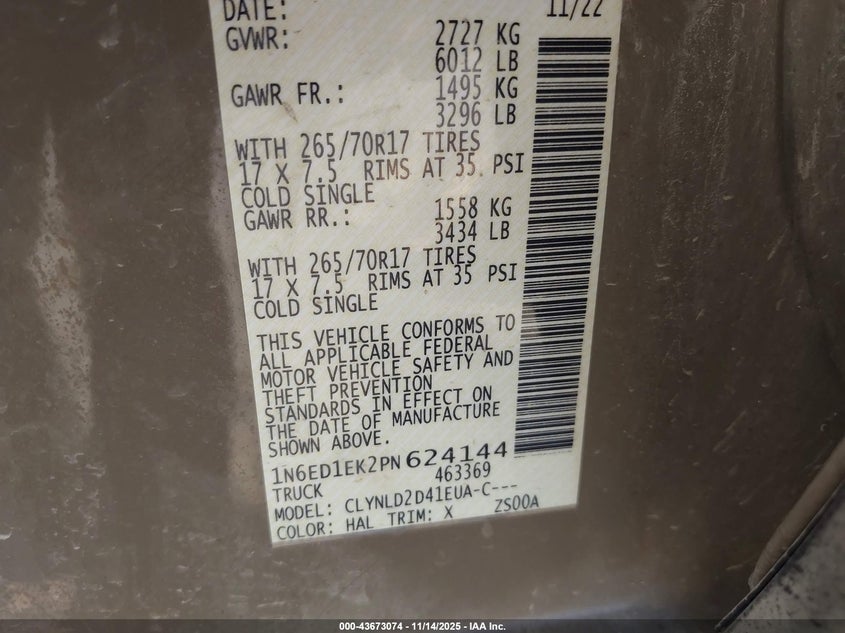 DATE: 11/22
GVWR: 2727 KG
6012 LB
GAWR FR.: 1495 KG
3296 LB
WITH 265/70R17 TIRES
17 X 7.5 RIMS AT 35 PSI
COLD SINGLE
GAWR RR.: 1558 KG
3434 LB
WITH 265/70R17 TIRES
17 X 7.5 RIMS AT 35 PSI
COLD SINGLE
THIS VEHICLE CONFORMS TO
ALL APPLICABLE FEDERAL
MOTOR VEHICLE SAFETY AND
THEFT PREVENTION
STANDARDS IN EFFECT ON
THE DATE OF MANUFACTURE
SHOWN ABOVE.
1N6ED1EK2PN 624144
TRUCK 463369
MODEL: CLYNLD2D41EUA-C---
COLOR: HAL TRIM: X ZS00A
000-43673074 - 11/14/2025 - IAA Inc.